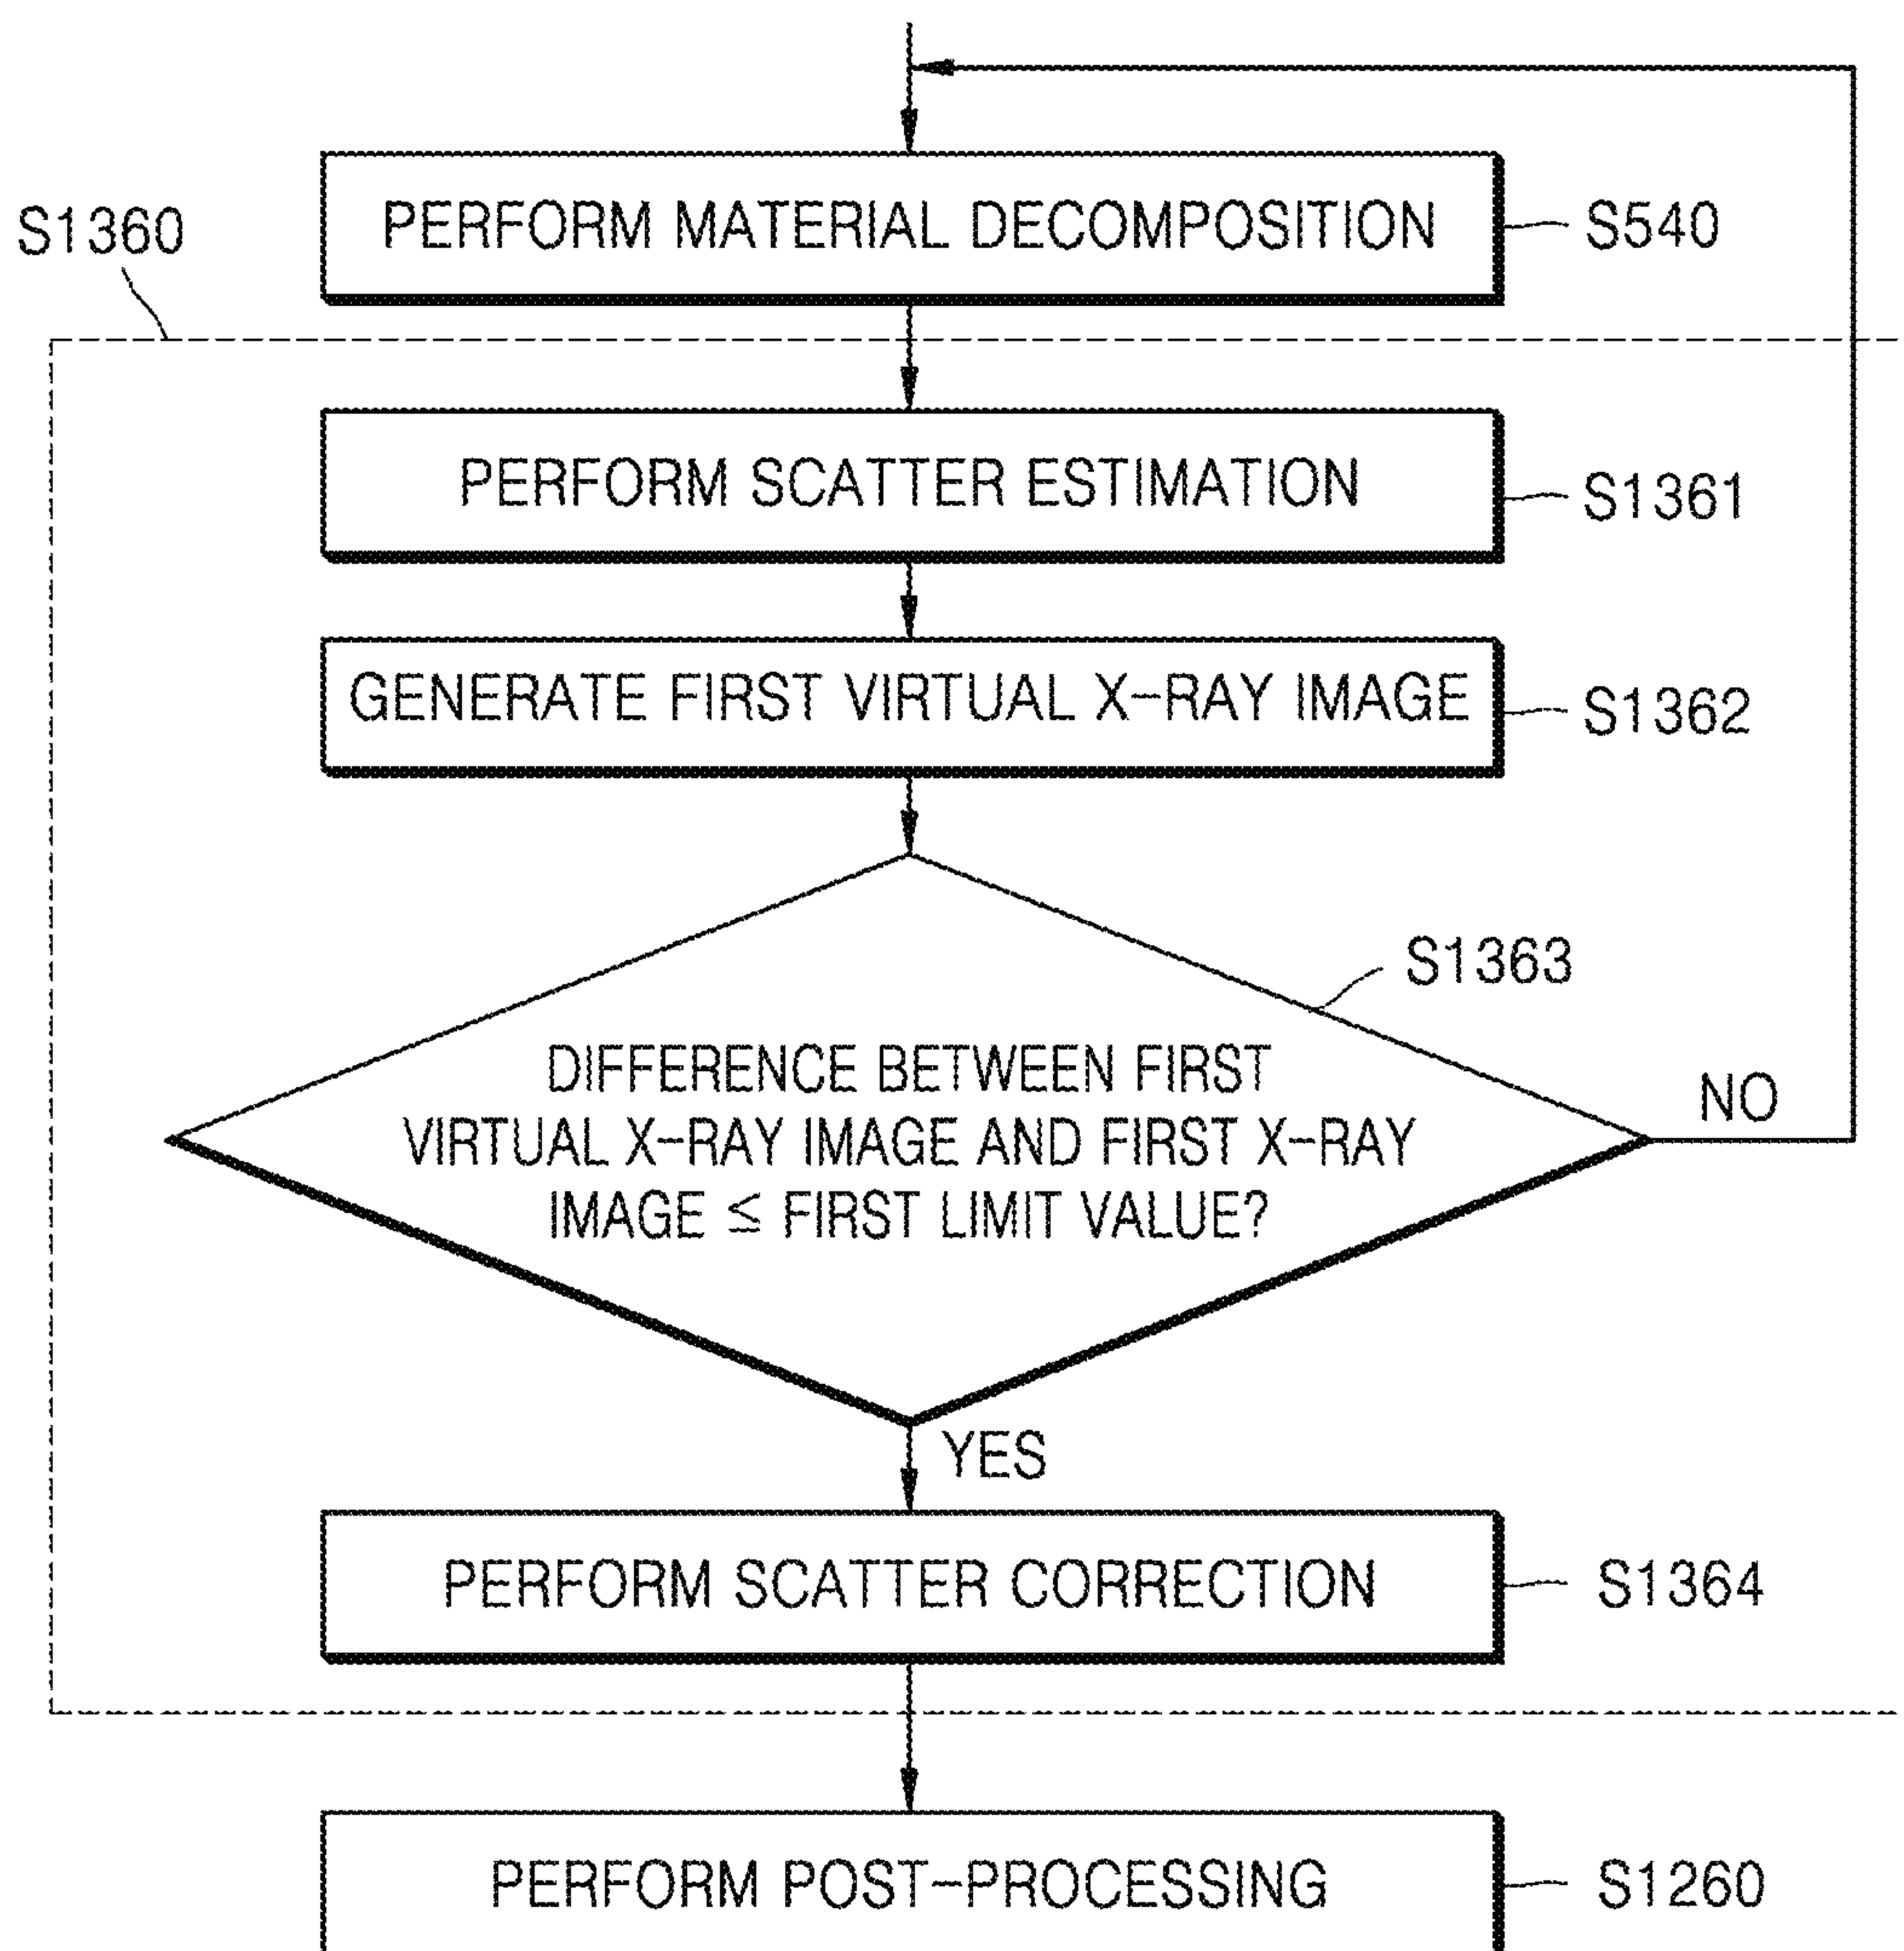 PERFORM MATERIAL DECOMPOSITION
S540
S1360
PERFORM SCATTER ESTIMATION
S1361
GENERATE FIRST VIRTUAL X-RAY IMAGE
S1362
S1363
DIFFERENCE BETWEEN FIRST
VIRTUAL X-RAY IMAGE AND FIRST X-RAY
IMAGE ≤ FIRST LIMIT VALUE?
NO
YES
PERFORM SCATTER CORRECTION
S1364
PERFORM POST-PROCESSING
S1260